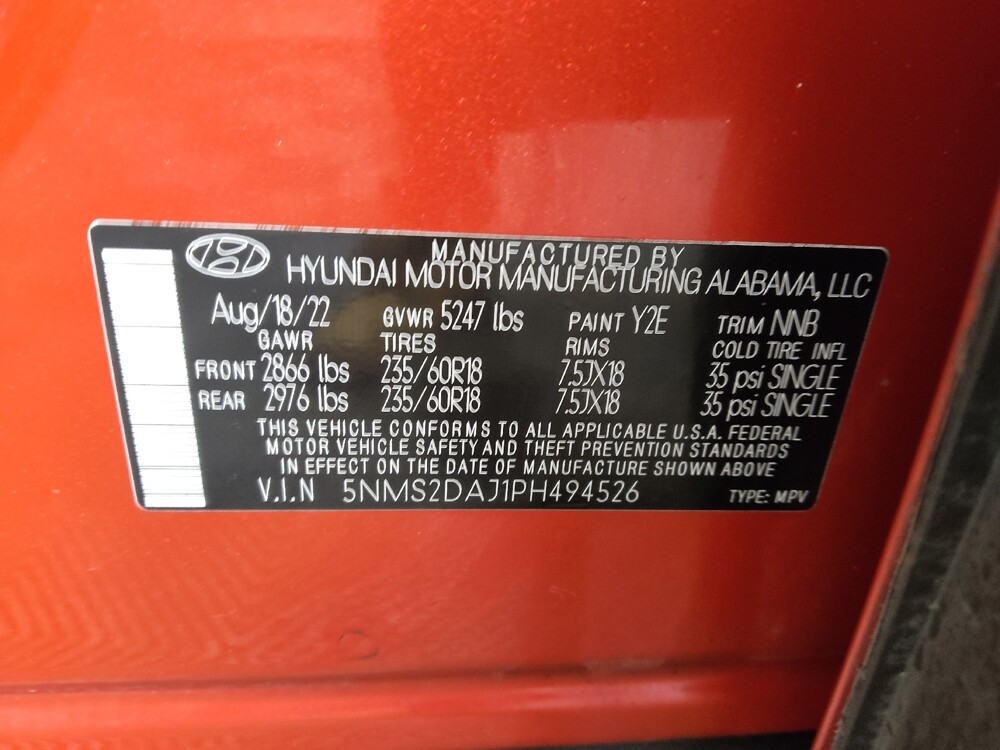 MANUFACTURED BY
HYUNDAI MOTOR MANUFACTURING ALABAMA, LLC
Aug/18/22 GVWR 5247 lbs PAINT Y2E TRIM NNB
GAWR TIRES RIMS COLD TIRE INFL
FRONT 2866 lbs 235/60R18 7.5JX18 35 psi SINGLE
REAR 2976 lbs 235/60R18 7.5JX18 35 psi SINGLE
THIS VEHICLE CONFORMS TO ALL APPLICABLE U.S.A. FEDERAL
MOTOR VEHICLE SAFETY AND THEFT PREVENTION STANDARDS
IN EFFECT ON THE DATE OF MANUFACTURE SHOWN ABOVE
V.I.N 5NMS2DAJ1PH494526 TYPE: MPV